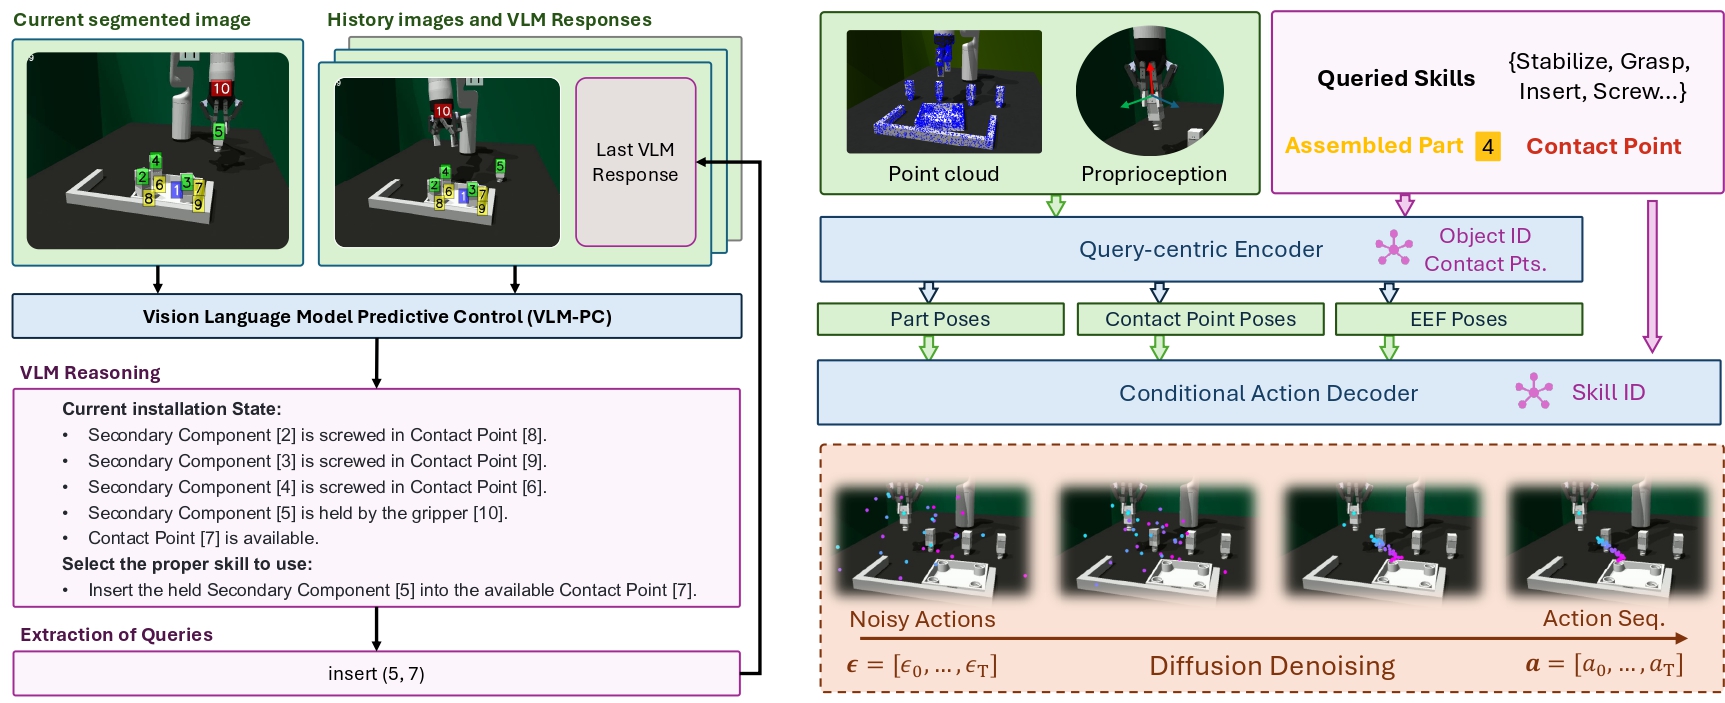 Current segmented image
History images and VLM Responses
9
10
5
4
2
6
1
3
7
8
9
9
10
5
4
2
6
1
3
7
8
9
Last VLM
Response
Vision Language Model Predictive Control (VLM-PC)
VLM Reasoning
Current installation State:
• Secondary Component [2] is screwed in Contact Point [8].
• Secondary Component [3] is screwed in Contact Point [9].
• Secondary Component [4] is screwed in Contact Point [6].
• Secondary Component [5] is held by the gripper [10].
• Contact Point [7] is available.
Select the proper skill to use:
• Insert the held Secondary Component [5] into the available Contact Point [7].
Extraction of Queries
insert (5, 7)
Point cloud
Proprioception
Queried Skills
{Stabilize, Grasp,
Insert, Screw...}
Assembled Part 4
Contact Point
Query-centric Encoder
Object ID
Contact Pts.
Part Poses
Contact Point Poses
EEF Poses
Conditional Action Decoder
Skill ID
Noisy Actions
Action Seq.
ϵ = [ϵ₀, … , ϵ_T]
Diffusion Denoising
a = [a₀, … , a_T]